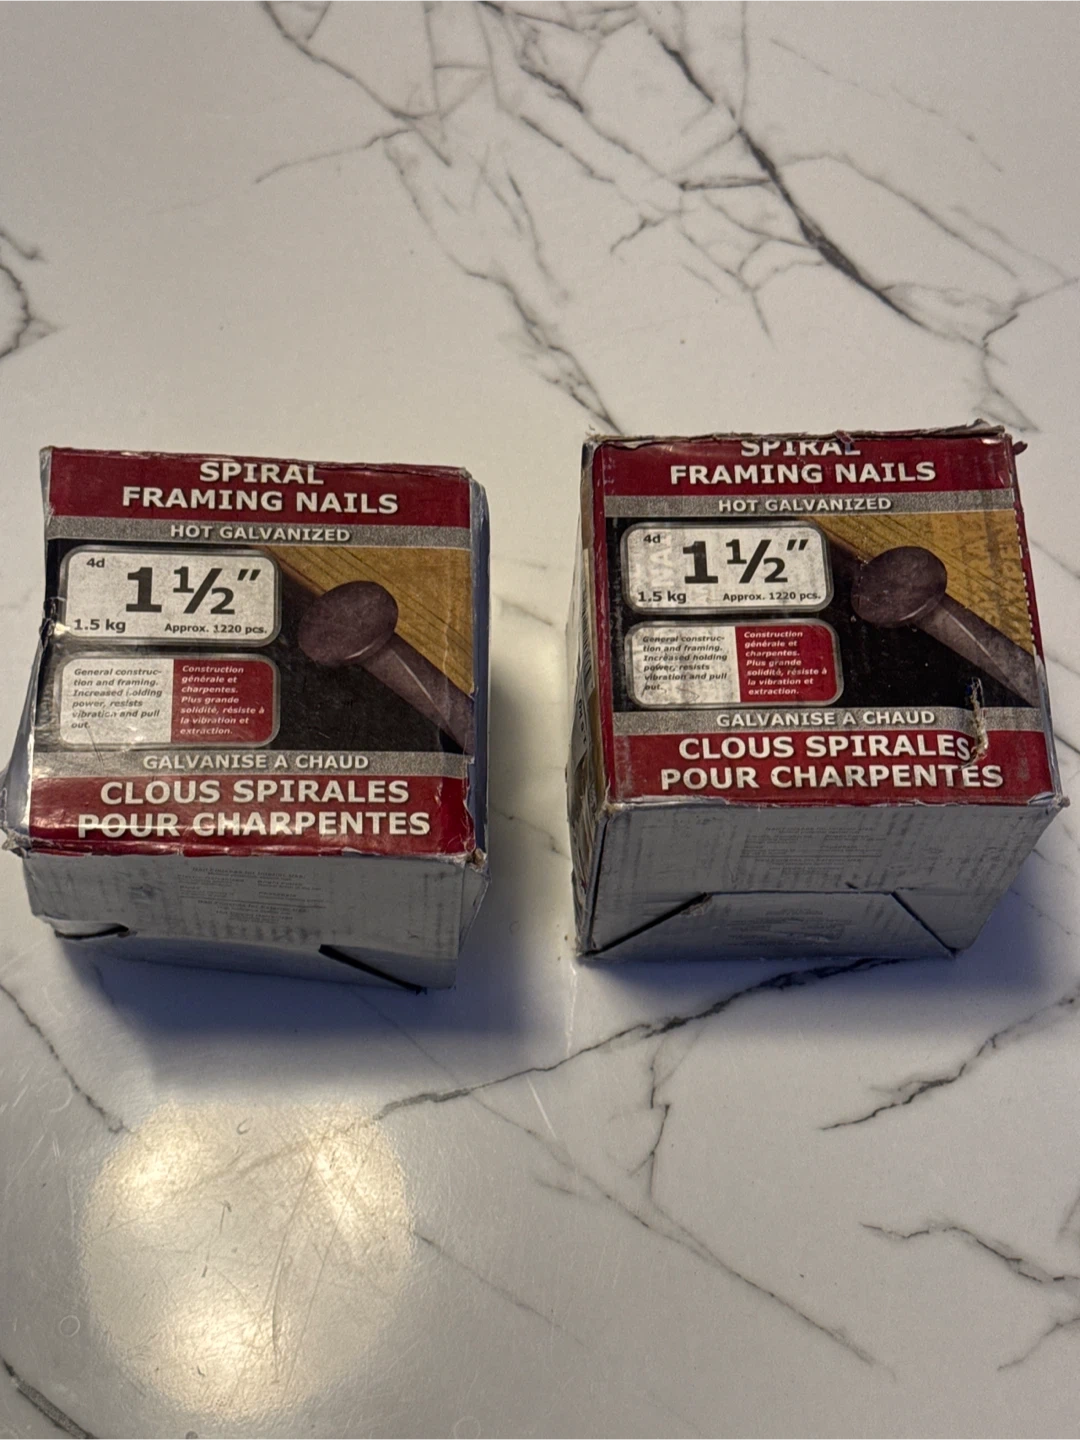 SPIRAL
FRAMING NAILS
HOT GALVANIZED
4d
1½"
1.5 kg
Approx. 1220 pcs.
General construc-
tion and framing.
Increased holding
power, resists
vibration and pull
out.
Construction
générale et
charpentes.
Plus grande
solidité, résiste à
la vibration et
extraction.
GALVANISE A CHAUD
CLOUS SPIRALES
POUR CHARPENTES
SPIRAL
FRAMING NAILS
HOT GALVANIZED
4d
1½"
1.5 kg
Approx. 1220 pcs.
General construc-
tion and framing.
Increased holding
power, resists
vibration and pull
out.
Construction
générale et
charpentes.
Plus grande
solidité, résiste à
la vibration et
extraction.
GALVANISE A CHAUD
CLOUS SPIRALES
POUR CHARPENTES